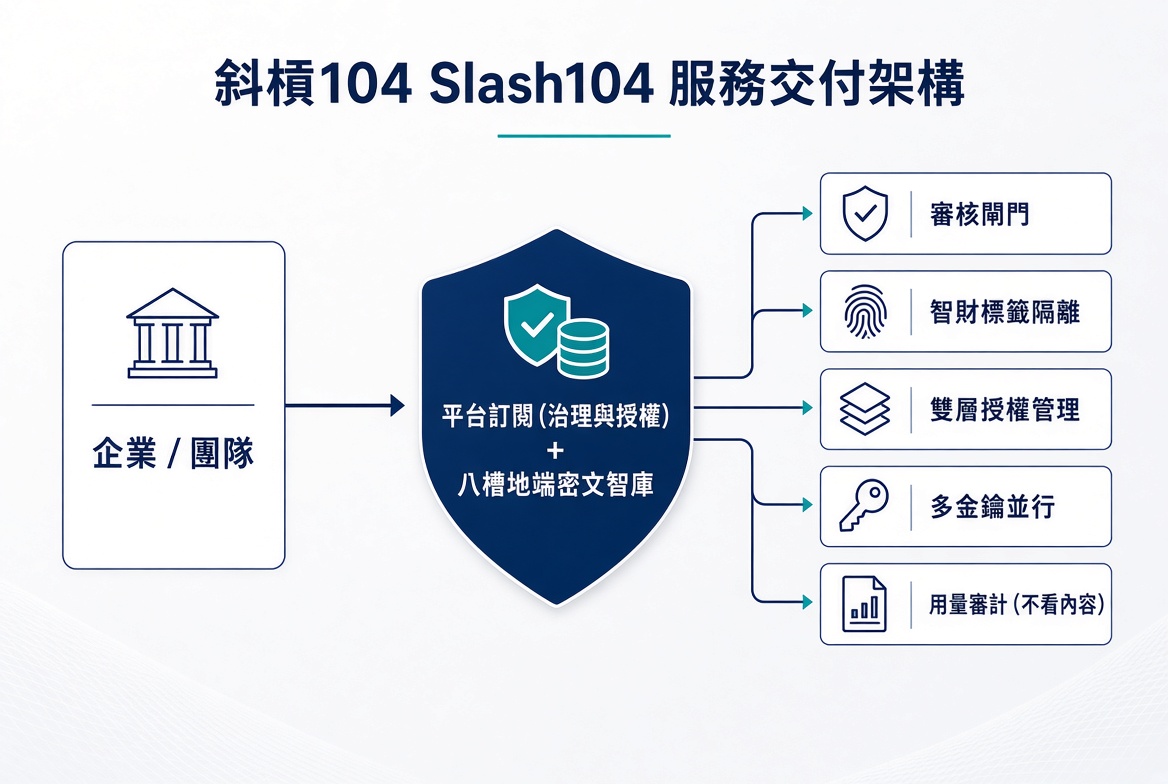 斜槓104 Slash104 服務交付架構
企業 / 團隊
平台訂閱(治理與授權)
+
八槽地端密文智庫
審核閘門
智財標籤隔離
雙層授權管理
多金鑰並行
用量審計(不看內容)